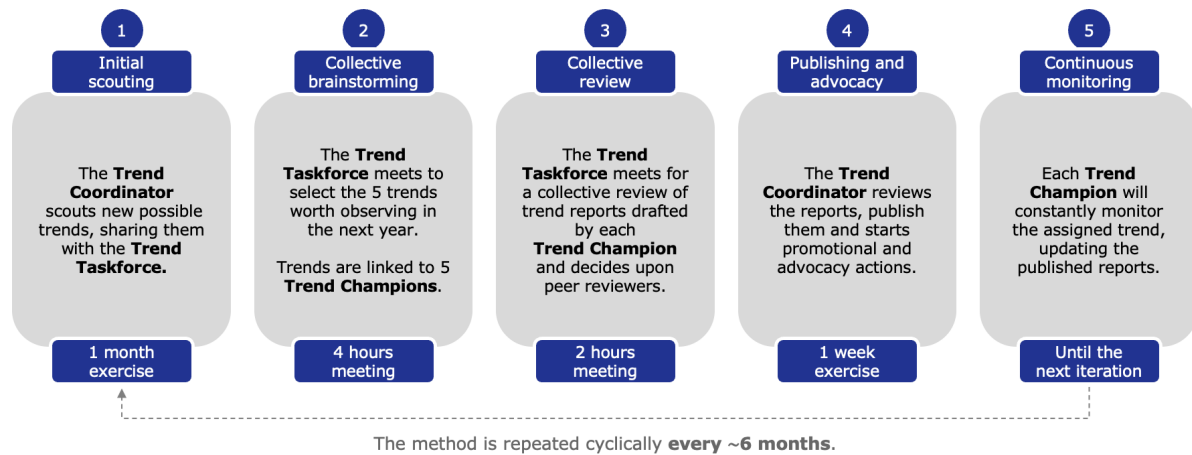 1
Initial
scouting
The Trend
Coordinator
scouts new possible
trends, sharing them
with the Trend
Taskforce.
1 month
exercise
2
Collective
brainstorming
The Trend
Taskforce meets to
select the 5 trends
worth observing in
the next year.
Trends are linked to 5
Trend Champions.
4 hours
meeting
3
Collective
review
The Trend
Taskforce meets for
a collective review of
trend reports drafted
by each
Trend Champion
and decides upon
peer reviewers.
2 hours
meeting
4
Publishing and
advocacy
The Trend
Coordinator reviews
the reports, publish
them and starts
promotional and
advocacy actions.
1 week
exercise
5
Continuous
monitoring
Each Trend
Champion will
constantly monitor
the assigned trend,
updating the
published reports.
Until the
next iteration
The method is repeated cyclically every ~6 months.